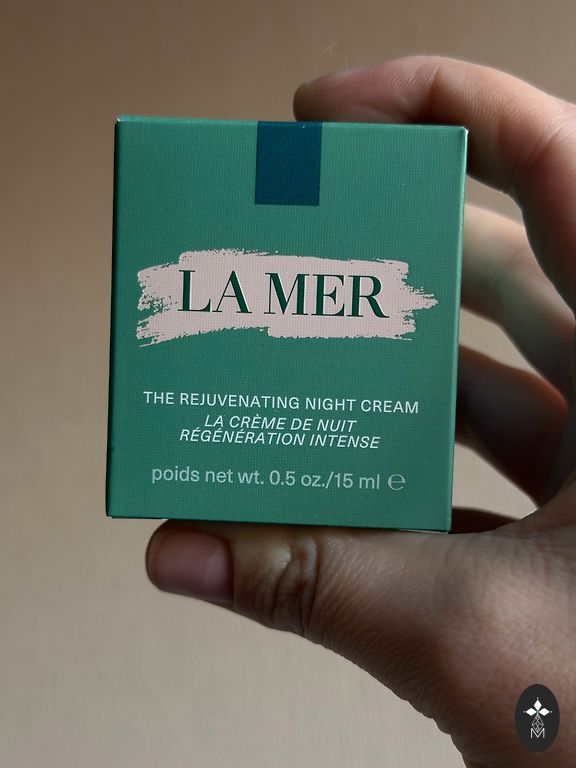 LA MER
THE REJUVENATING NIGHT CREAM
LA CRÈME DE NUIT
RÉGÉNÉRATION INTENSE
poids net wt. 0.5 oz./15 ml ℮
M